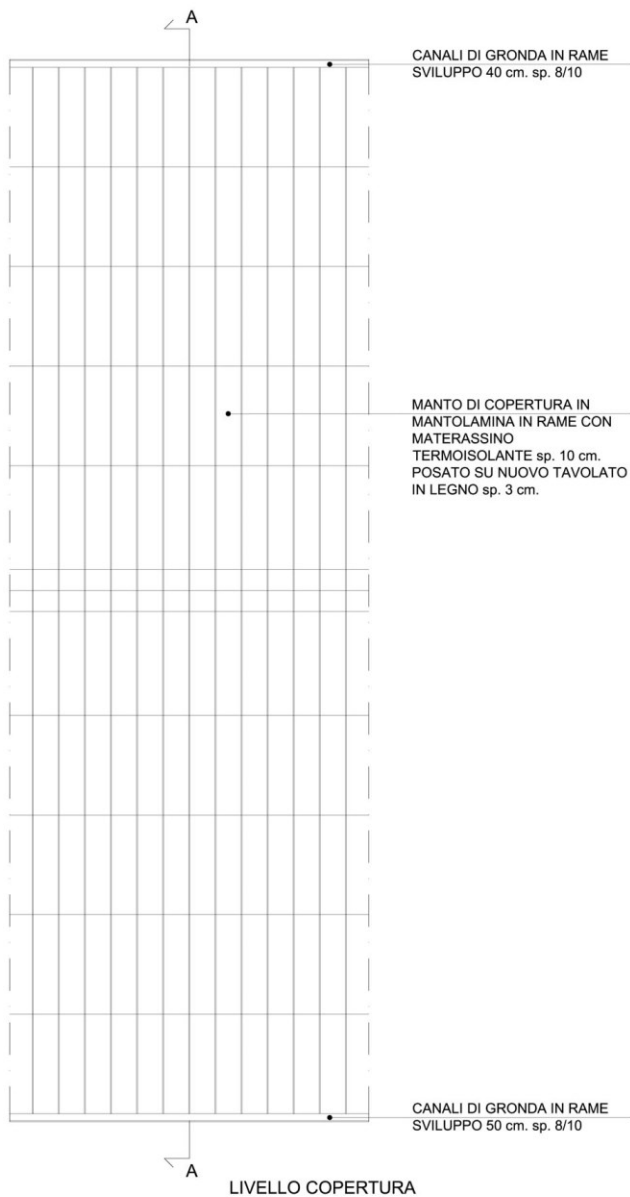 A
CANALI DI GRONDA IN RAME
SVILUPPO 40 cm. sp. 8/10
MANTO DI COPERTURA IN
MANTOLAMINA IN RAME CON
MATERASSINO
TERMOISOLANTE sp. 10 cm.
POSATO SU NUOVO TAVOLATO
IN LEGNO sp. 3 cm.
CANALI DI GRONDA IN RAME
SVILUPPO 50 cm. sp. 8/10
A
LIVELLO COPERTURA